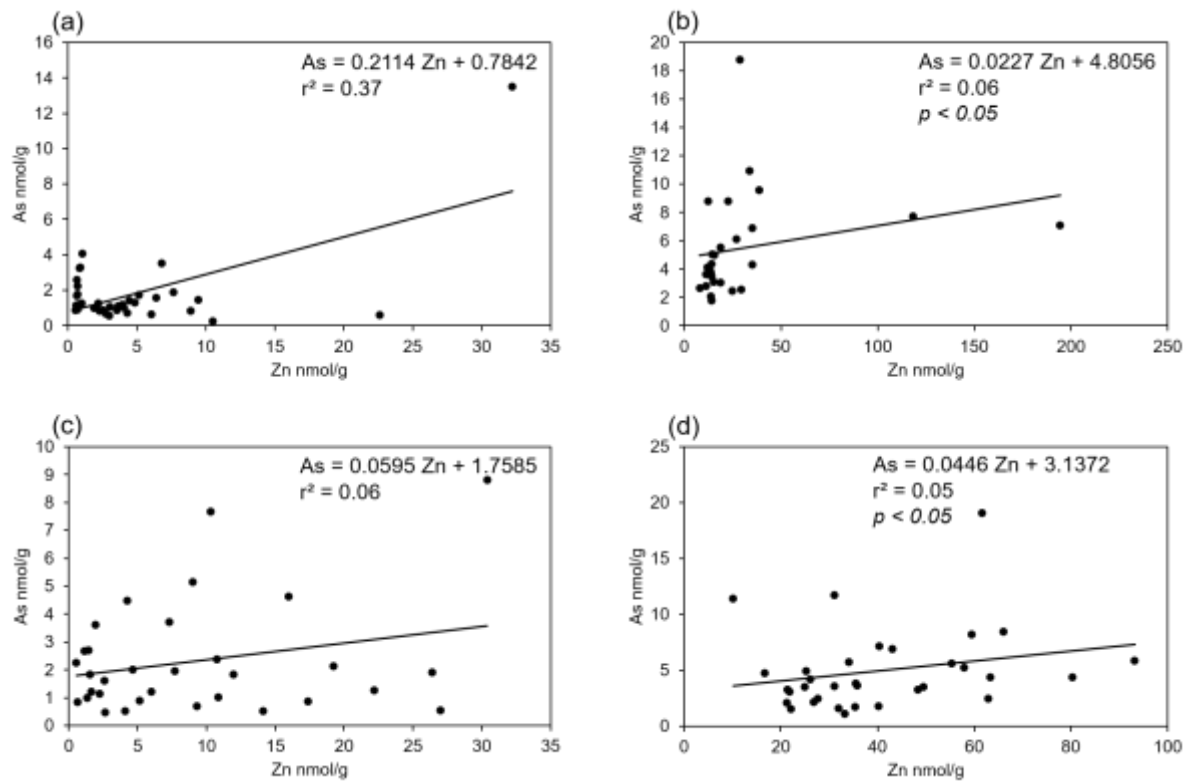 (a)
16
14
12
10
8
6
4
2
0
As nmol/g
As = 0.2114 Zn + 0.7842
r² = 0.37
0 5 10 15 20 25 30 35
Zn nmol/g
(b)
20
18
16
14
12
10
8
6
4
2
0
As nmol/g
As = 0.0227 Zn + 4.8056
r² = 0.06
p < 0.05
0 50 100 150 200 250
Zn nmol/g
(c)
10
9
8
7
6
5
4
3
2
1
0
As nmol/g
As = 0.0595 Zn + 1.7585
r² = 0.06
0 5 10 15 20 25 30 35
Zn nmol/g
(d)
25
20
15
10
5
0
As nmol/g
As = 0.0446 Zn + 3.1372
r² = 0.05
p < 0.05
0 20 40 60 80 100
Zn nmol/g